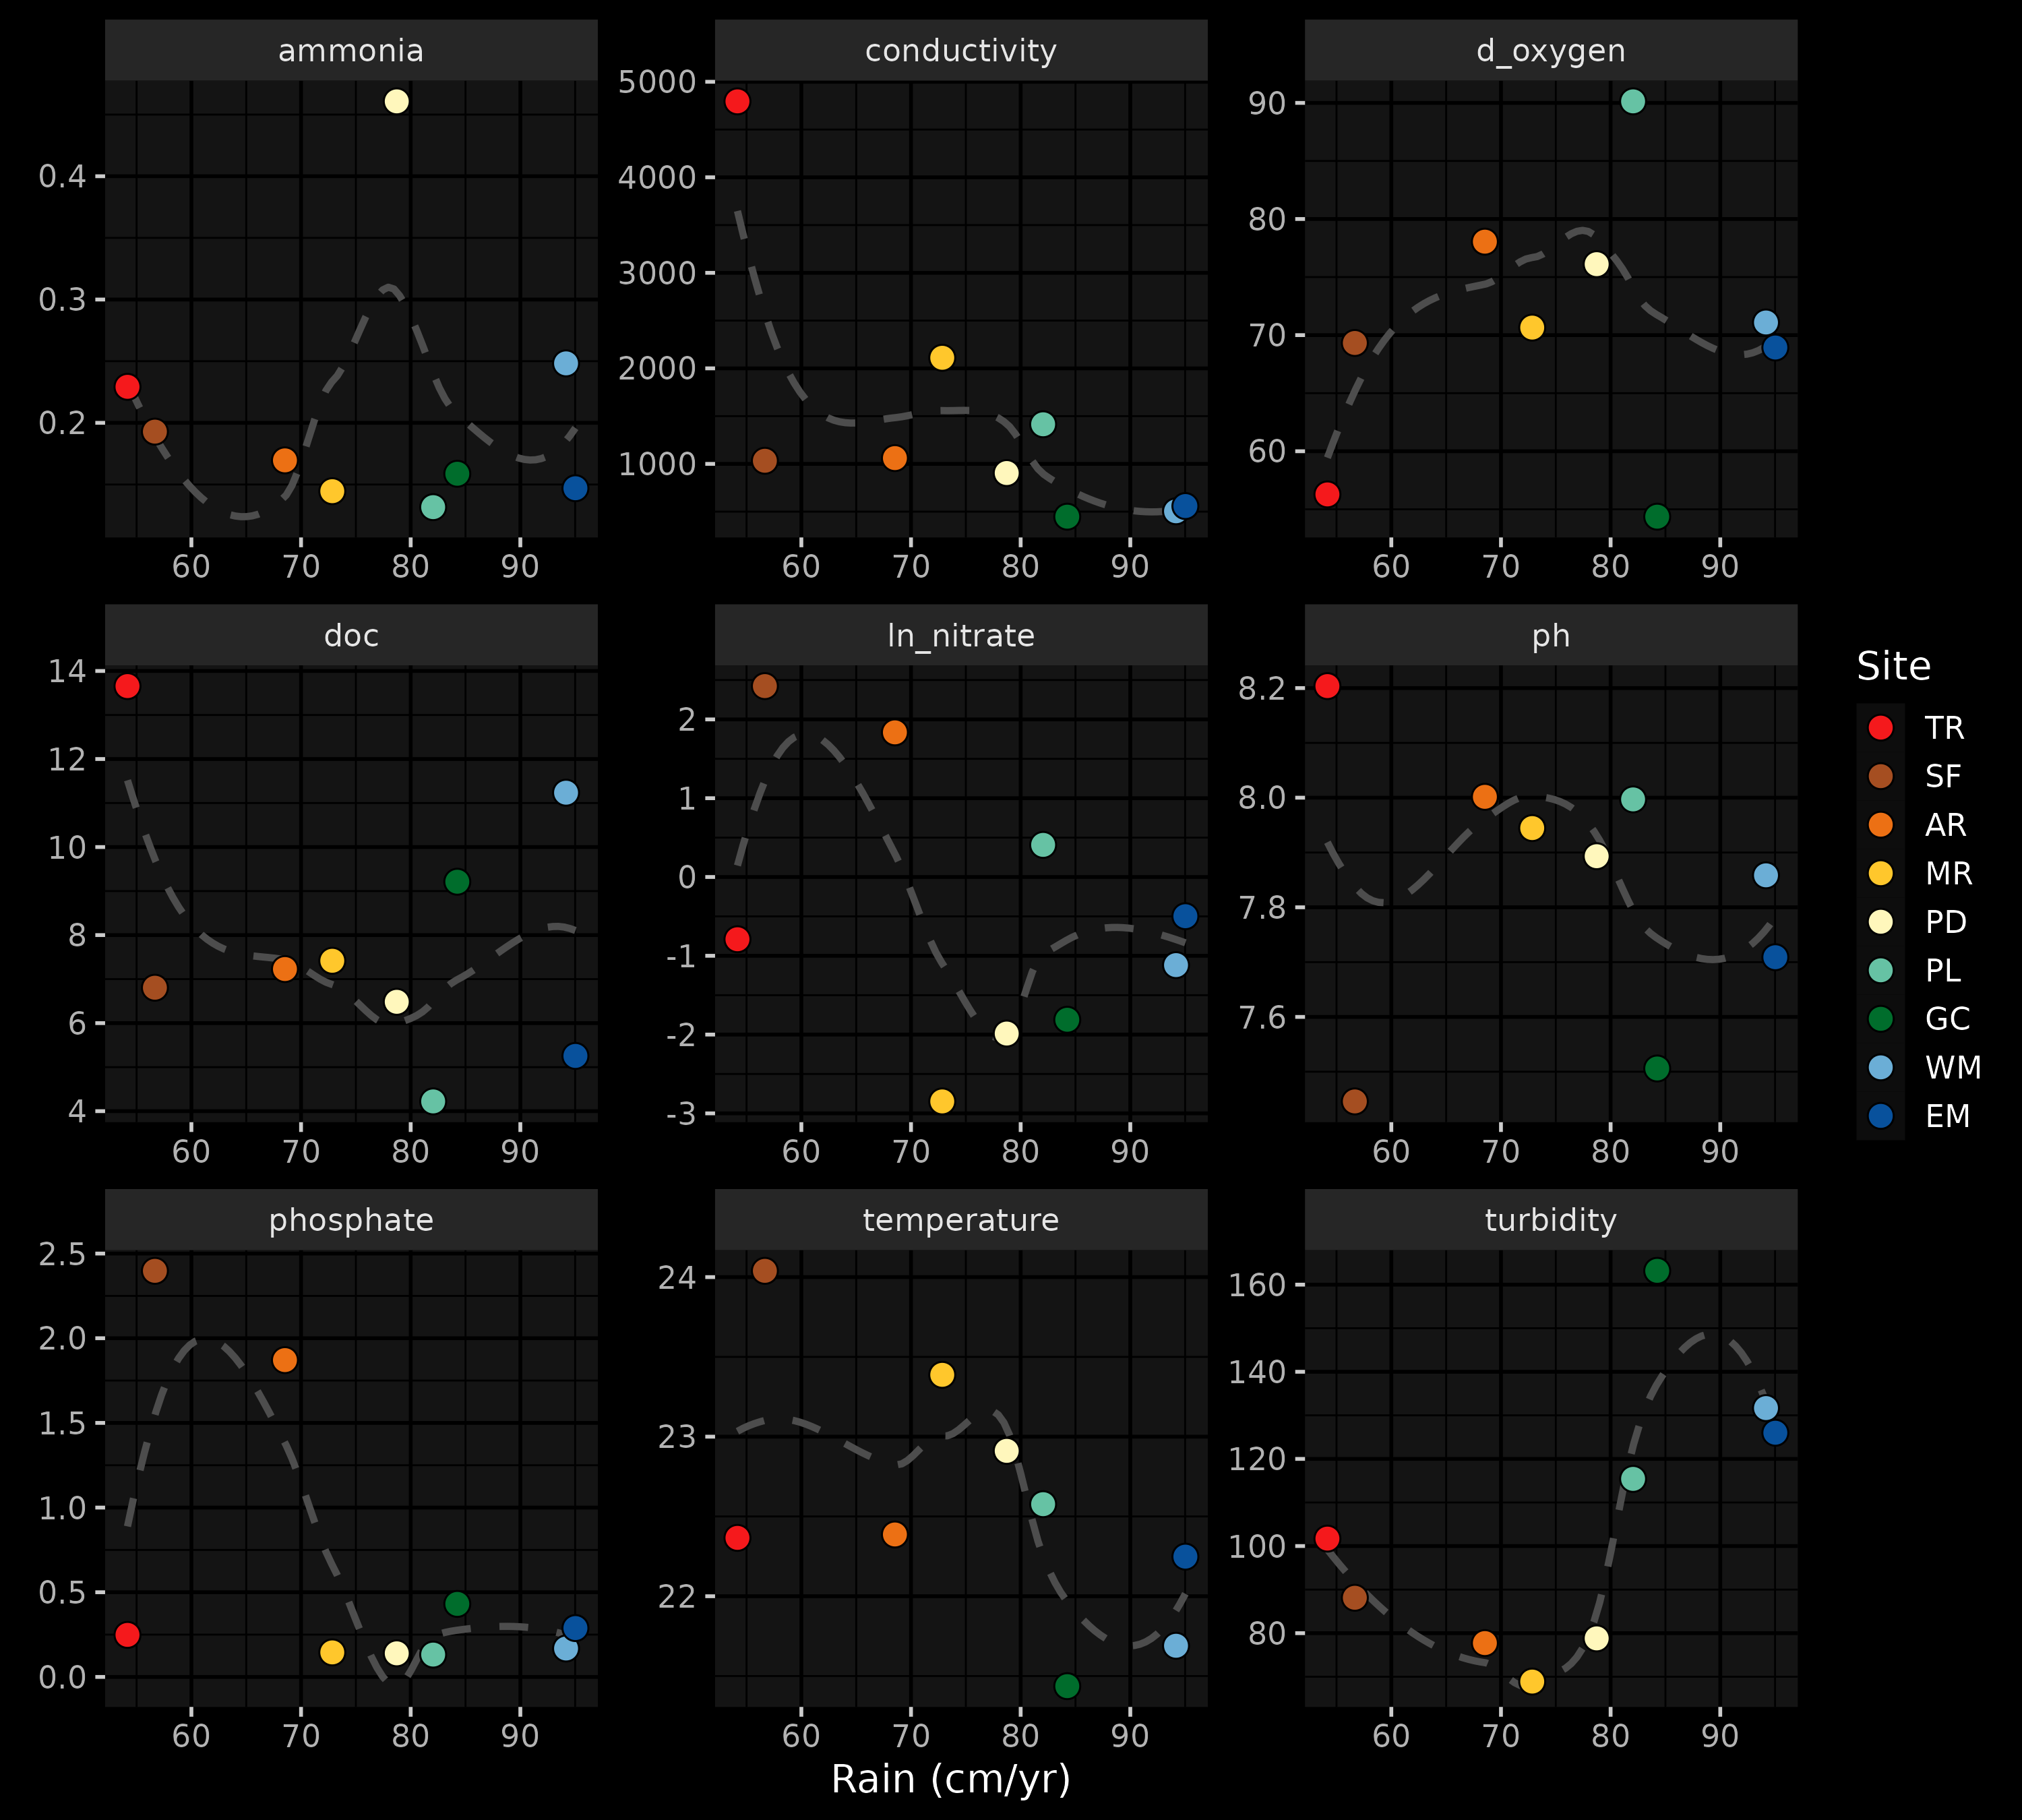 ammonia
conductivity
d_oxygen
0.4
0.3
0.2
5000
4000
3000
2000
1000
90
80
70
60
60 70 80 90
60 70 80 90
60 70 80 90
doc
ln_nitrate
ph
14
12
10
8
6
4
2
1
0
-1
-2
-3
8.2
8.0
7.8
7.6
60 70 80 90
60 70 80 90
60 70 80 90
phosphate
temperature
turbidity
2.5
2.0
1.5
1.0
0.5
0.0
24
23
22
160
140
120
100
80
60 70 80 90
60 70 80 90
60 70 80 90
Rain (cm/yr)
Site
TR
SF
AR
MR
PD
PL
GC
WM
EM